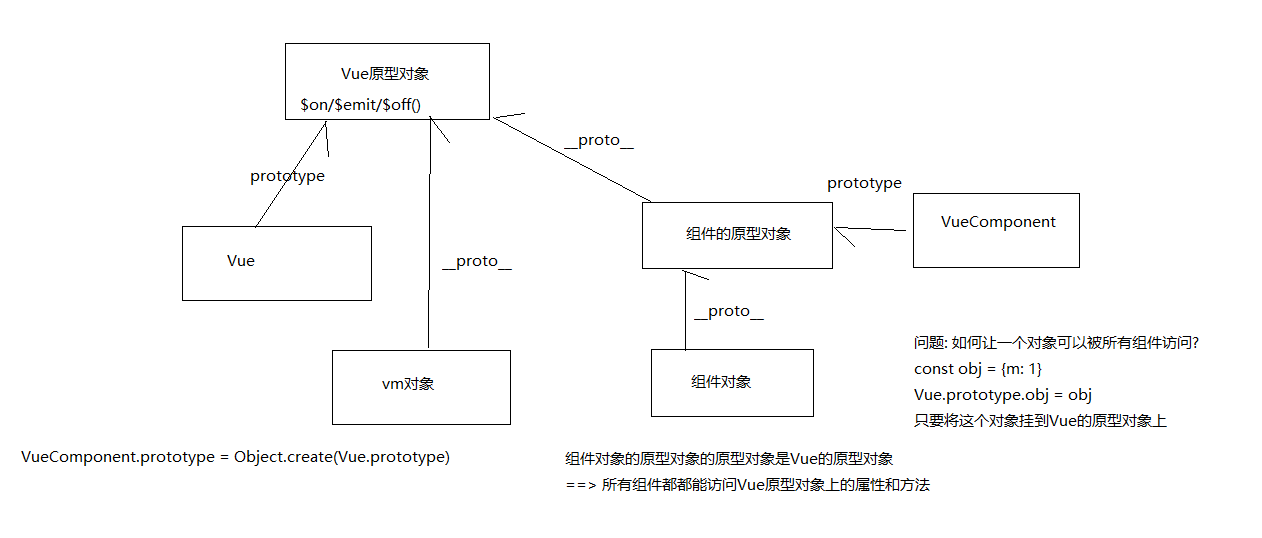 Vue原型对象
$on/$emit/$off()
__proto__
prototype
prototype
VueComponent
组件的原型对象
Vue
__proto__
__proto__
问题: 如何让一个对象可以被所有组件访问?
const obj = {m: 1}
Vue.prototype.obj = obj
只要将这个对象挂到Vue的原型对象上
vm对象
组件对象
VueComponent.prototype = Object.create(Vue.prototype)
组件对象的原型对象的原型对象是Vue的原型对象
==> 所有组件都都能访问Vue原型对象上的属性和方法